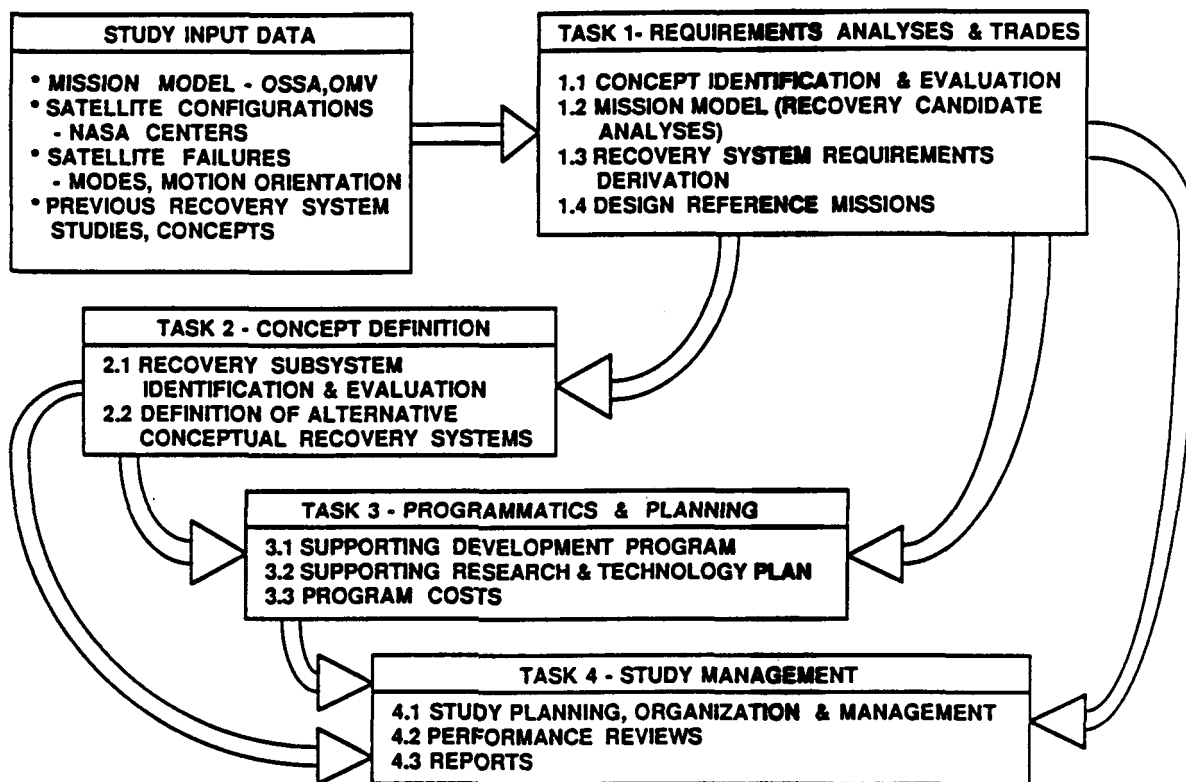 STUDY INPUT DATA
* MISSION MODEL - OSSA,OMV
* SATELLITE CONFIGURATIONS
- NASA CENTERS
* SATELLITE FAILURES
- MODES, MOTION ORIENTATION
* PREVIOUS RECOVERY SYSTEM
STUDIES, CONCEPTS
TASK 1- REQUIREMENTS ANALYSES & TRADES
1.1 CONCEPT IDENTIFICATION & EVALUATION
1.2 MISSION MODEL (RECOVERY CANDIDATE
ANALYSES)
1.3 RECOVERY SYSTEM REQUIREMENTS
DERIVATION
1.4 DESIGN REFERENCE MISSIONS
TASK 2 - CONCEPT DEFINITION
2.1 RECOVERY SUBSYSTEM
IDENTIFICATION & EVALUATION
2.2 DEFINITION OF ALTERNATIVE
CONCEPTUAL RECOVERY SYSTEMS
TASK 3 - PROGRAMMATICS & PLANNING
3.1 SUPPORTING DEVELOPMENT PROGRAM
3.2 SUPPORTING RESEARCH & TECHNOLOGY PLAN
3.3 PROGRAM COSTS
TASK 4 - STUDY MANAGEMENT
4.1 STUDY PLANNING, ORGANIZATION & MANAGEMENT
4.2 PERFORMANCE REVIEWS
4.3 REPORTS